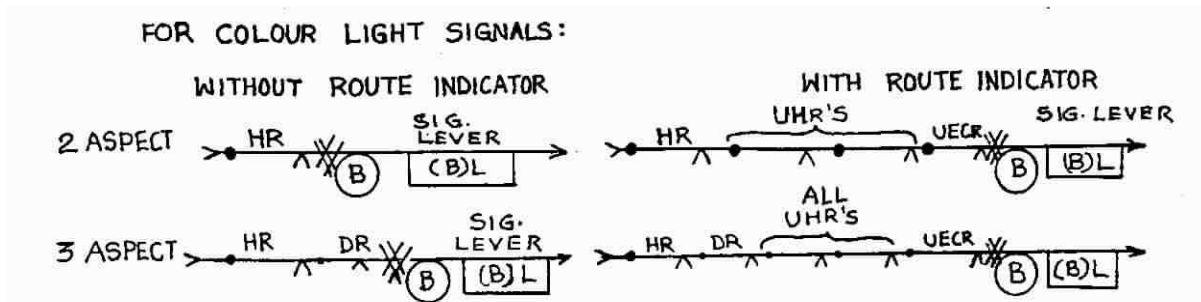 FOR COLOUR LIGHT SIGNALS:
WITHOUT ROUTE INDICATOR
WITH ROUTE INDICATOR
2 ASPECT
HR
SIG.
LEVER
B
(B)L
HR
UHR'S
UECR
SIG. LEVER
B
(B)L
3 ASPECT
HR
DR
SIG.
LEVER
B
(B)L
HR
DR
ALL
UHR'S
UECR
B
(B)L